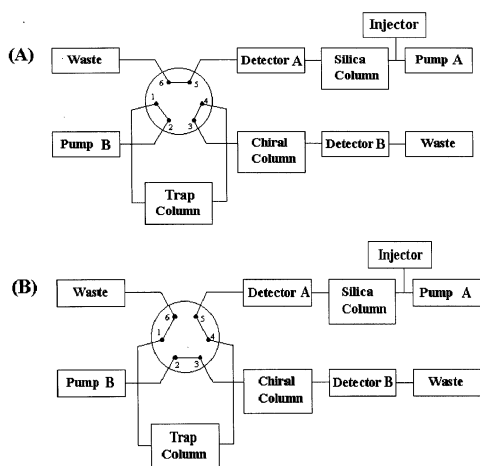 Injector
(A)
Waste
Detector A
Silica
Column
Pump A
6
5
1
4
2
3
Pump B
Chiral
Column
Detector B
Waste
Trap
Column
Injector
(B)
Waste
Detector A
Silica
Column
Pump A
6
5
1
4
2
3
Pump B
Chiral
Column
Detector B
Waste
Trap
Column